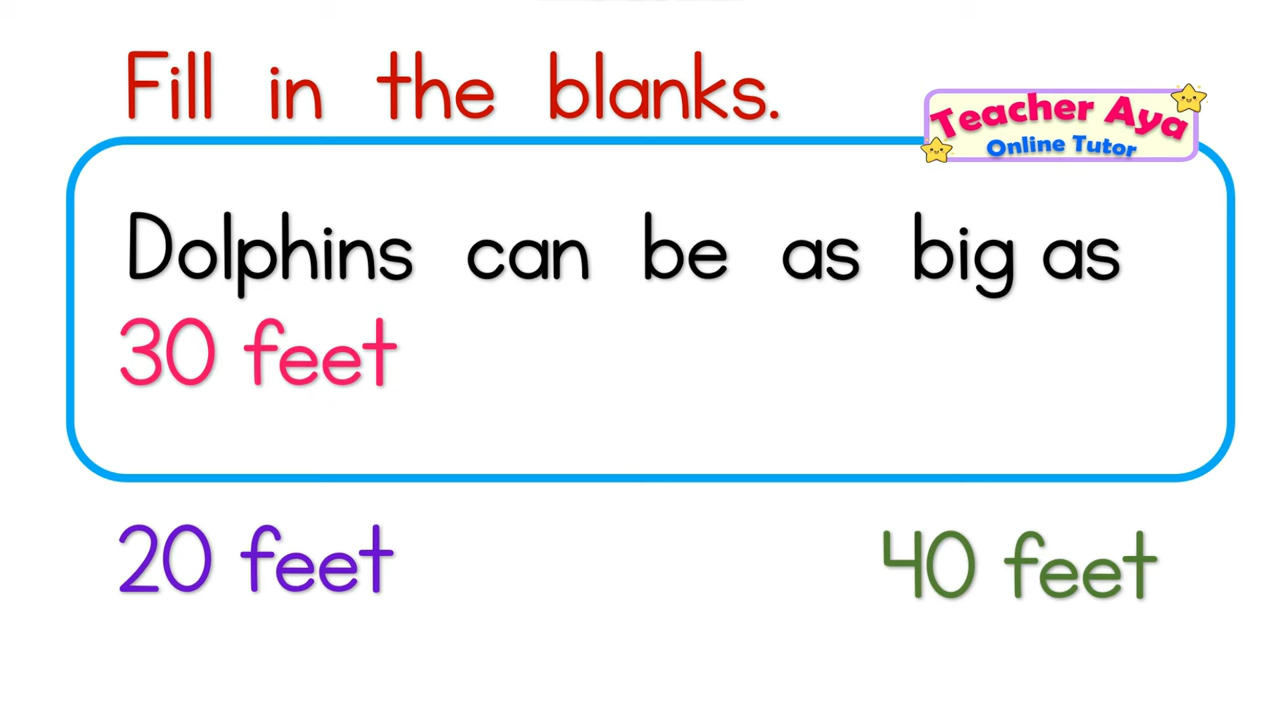 Fill in the blanks.
Teacher Aya
Online Tutor
Dolphins can be as big as
30 feet
20 feet
40 feet